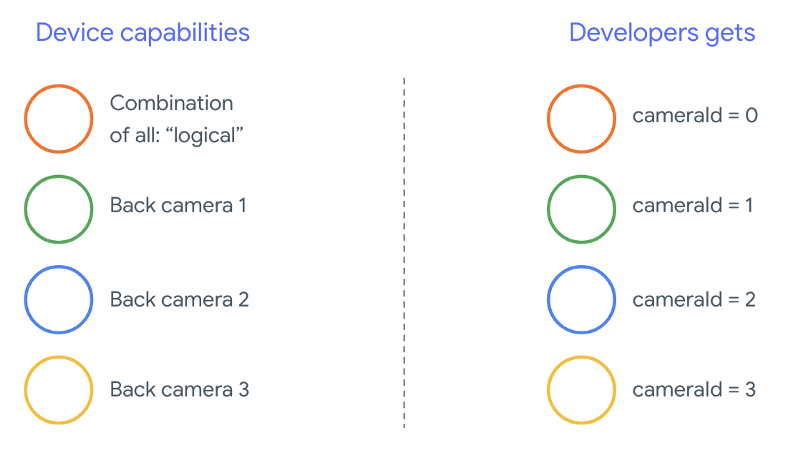 Device capabilities
Developers gets
Combination
of all: “logical”
cameraId = 0
Back camera 1
cameraId = 1
Back camera 2
cameraId = 2
Back camera 3
cameraId = 3